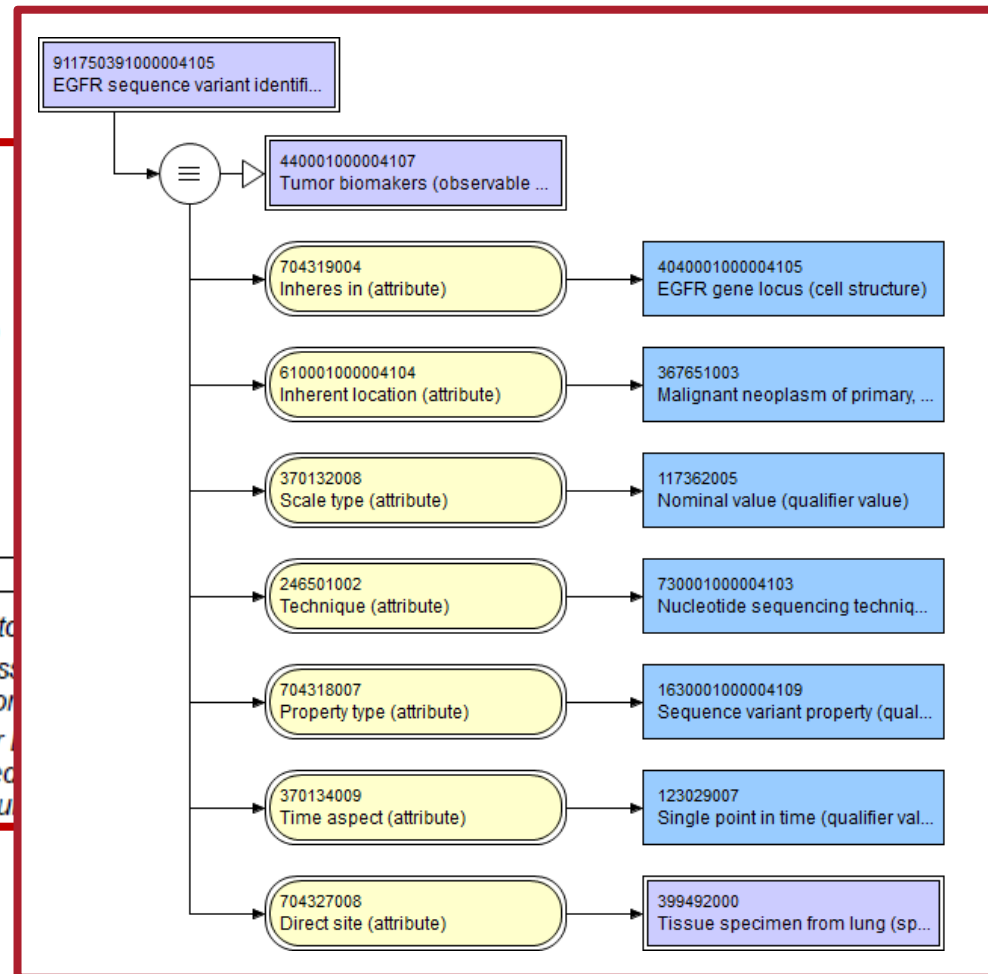 911750391000004105
EGFR sequence variant identifi...
440001000004107
Tumor biomakers (observable ...
704319004
Inheres in (attribute)
4040001000004105
EGFR gene locus (cell structure)
610001000004104
Inherent location (attribute)
367651003
Malignant neoplasm of primary, ...
370132008
Scale type (attribute)
117362005
Nominal value (qualifier value)
246501002
Technique (attribute)
730001000004103
Nucleotide sequencing techniq...
704318007
Property type (attribute)
1630001000004109
Sequence variant property (qual...
370134009
Time aspect (attribute)
123029007
Single point in time (qualifier val...
704327008
Direct site (attribute)
399492000
Tissue specimen from lung (sp...